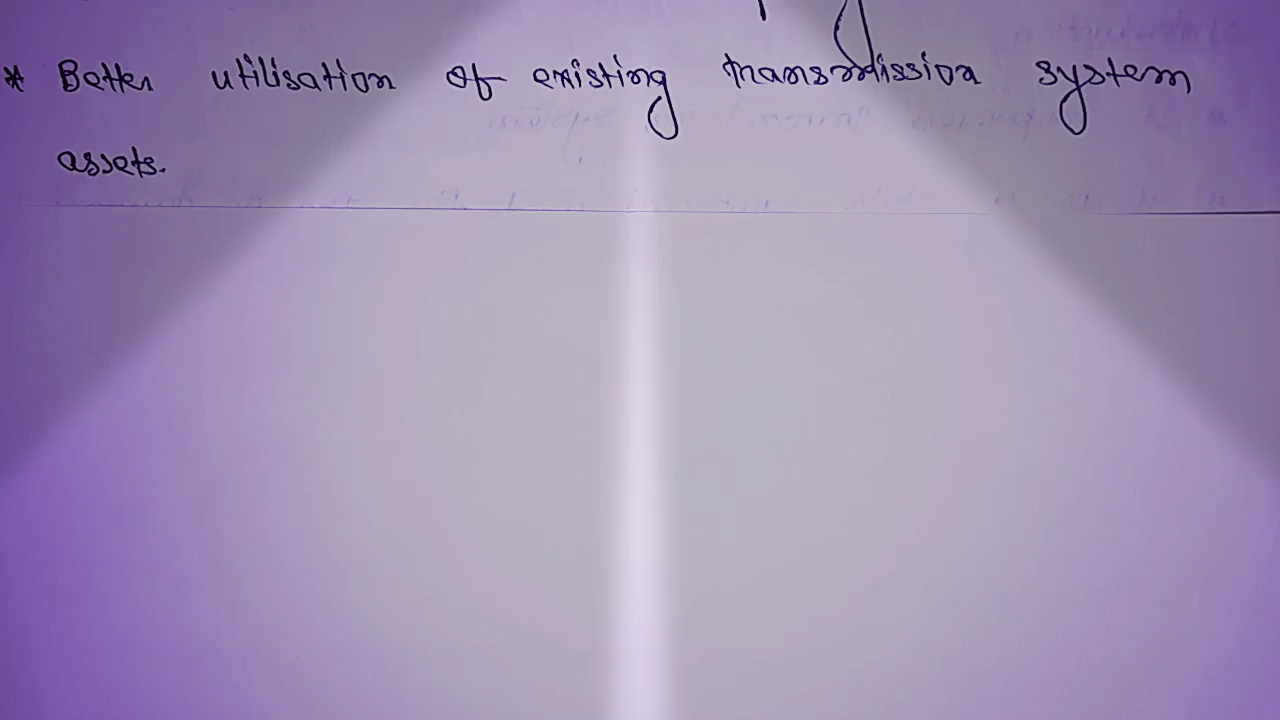 * Better utilisation of existing transmission system
assets.